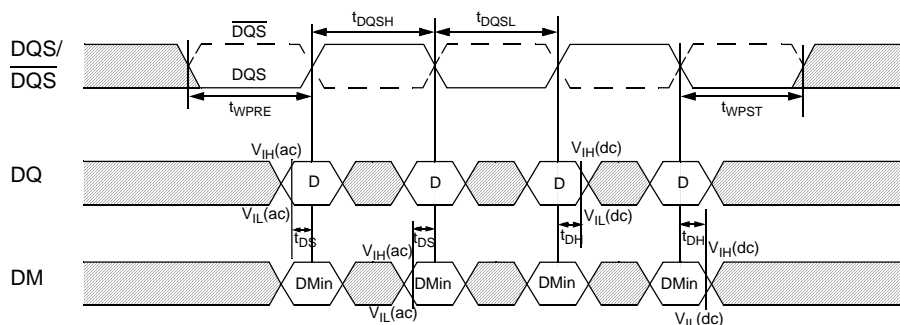 DQS tDQSH tDQSL
DQS/
DQS
DQS
tWPRE tWPST
VIH(ac) VIH(dc)
DQ D D D D
VIL(ac) VIL(dc)
tDS tDS tDH tDH
VIH(ac) VIH(dc)
DM DMin DMin DMin DMin
VIL(ac) VIL(dc)